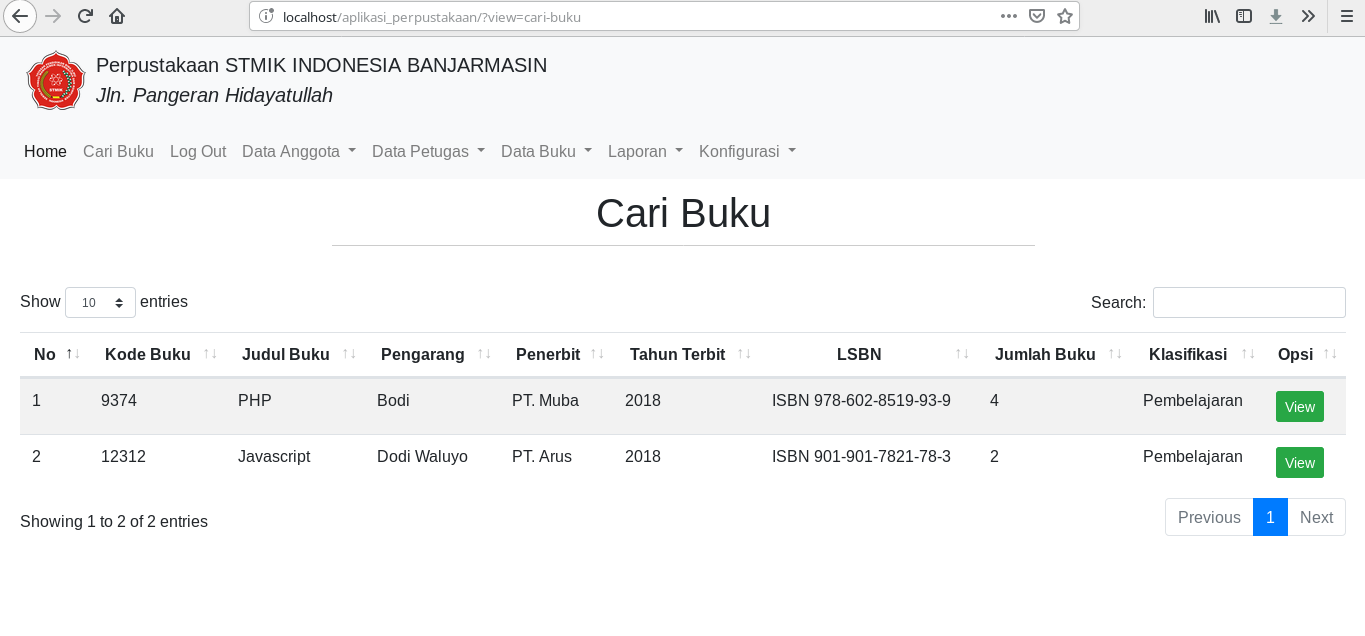 localhost/aplikasi_perpustakaan/?view=cari-buku
Perpustakaan STMIK INDONESIA BANJARMASIN
Jln. Pangeran Hidayatullah
Home Cari Buku Log Out Data Anggota Data Petugas Data Buku Laporan Konfigurasi
Cari Buku
Show 10 entries Search:
No Kode Buku Judul Buku Pengarang Penerbit Tahun Terbit LSBN Jumlah Buku Klasifikasi Opsi
1 9374 PHP Bodi PT. Muba 2018 ISBN 978-602-8519-93-9 4 Pembelajaran View
2 12312 Javascript Dodi Waluyo PT. Arus 2018 ISBN 901-901-7821-78-3 2 Pembelajaran View
Showing 1 to 2 of 2 entries Previous 1 Next